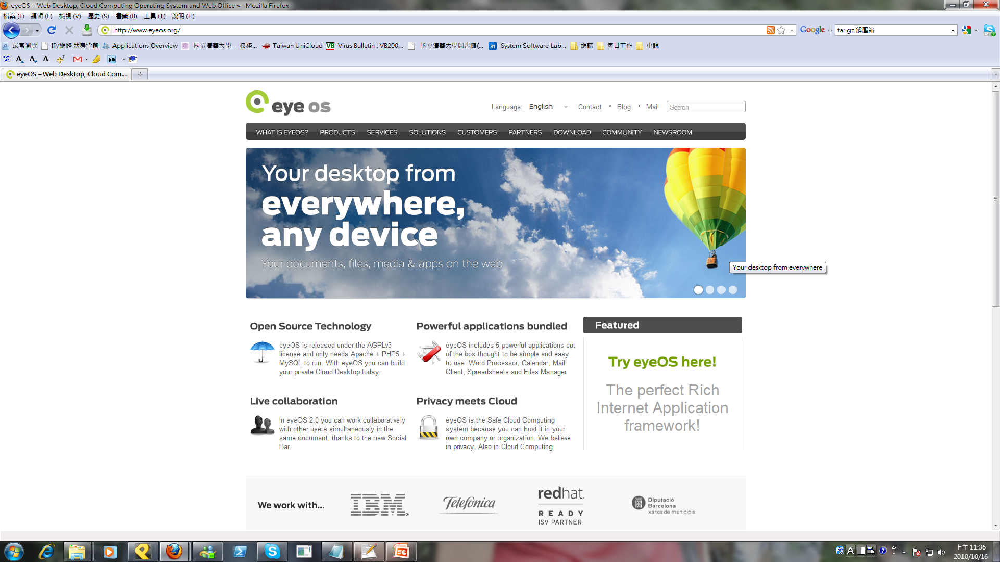 eyeOS – Web Desktop, Cloud Computing Operating System and Web Office » - Mozilla Firefox
檔案 (F) 編輯 (E) 檢視 (V) 歷史 (S) 書籤 (B) 工具 (T) 說明 (H)
http://www.eyeos.org/
Google
tar gz 解壓縮
最常瀏覽 IP/網路 狀態查詢 Applications Overview 國立清華大學 -- 校務... Taiwan UniCloud VB Virus Bulletin : VB200... 國立清華大學圖書館(... 31 System Software Lab... 網誌 每日工作 小說
eyeOS – Web Desktop, Cloud Com...
eye os
Language: English Contact • Blog • Mail Search
WHAT IS EYEOS? PRODUCTS SERVICES SOLUTIONS CUSTOMERS PARTNERS DOWNLOAD COMMUNITY NEWSROOM
Your desktop from
everywhere,
any device
Your documents, files, media & apps on the web
Your desktop from everywhere
Open Source Technology
eyeOS is released under the AGPLv3
license and only needs Apache + PHP5 +
MySQL to run. With eyeOS you can build
your private Cloud Desktop today.
Powerful applications bundled
eyeOS includes 5 powerful applications out
of the box thought to be simple and easy
to use: Word Processor, Calendar, Mail
Client, Spreadsheets and Files Manager
Featured
Try eyeOS here!
The perfect Rich
Internet Application
framework!
Live collaboration
In eyeOS 2.0 you can work collaboratively
with other users simultaneously in the
same document, thanks to the new Social
Bar.
Privacy meets Cloud
eyeOS is the Safe Cloud Computing
system because you can host it in your
own company or organization. We believe
in privacy. Also in Cloud Computing.
We work with...
IBM
Telefónica
redhat.
READY
ISV PARTNER
Diputació
Barcelona
xarxa de municipis
上午 11:36
2010/10/16